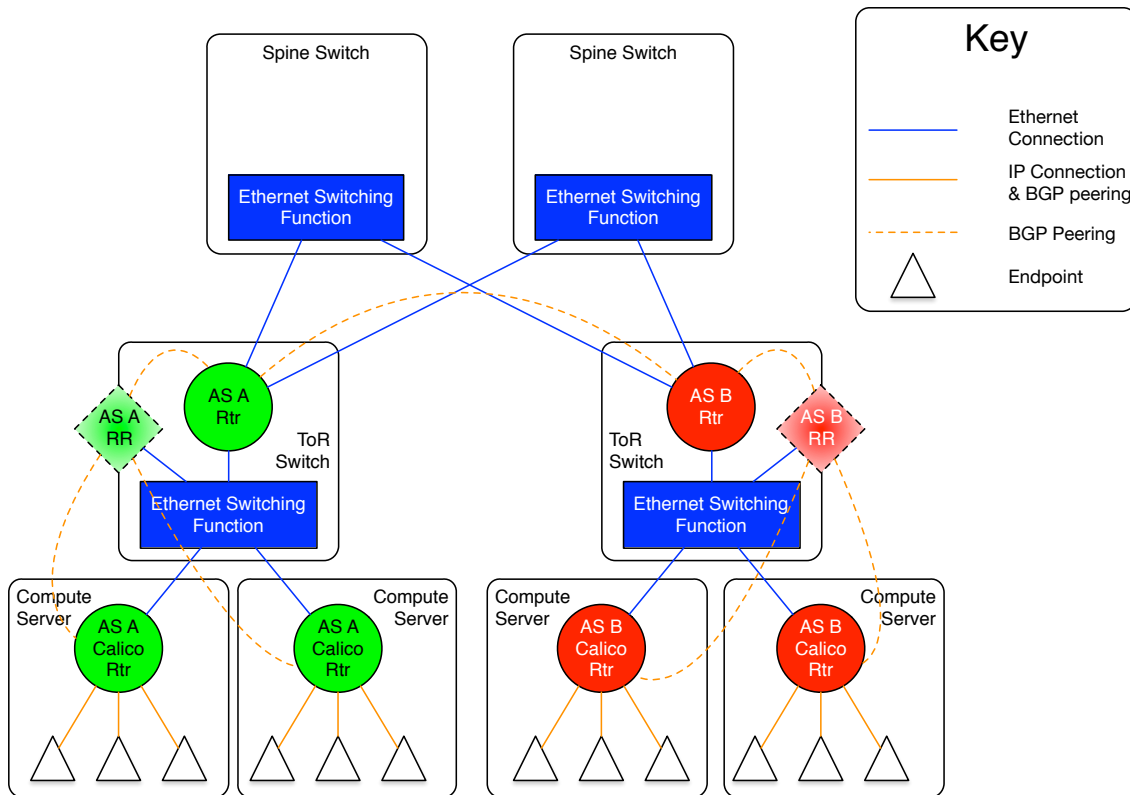 Spine Switch
Spine Switch
Key
Ethernet Switching
Function
Ethernet Switching
Function
Ethernet
Connection
IP Connection
& BGP peering
BGP Peering
Endpoint
AS A
RR
AS A
Rtr
ToR
Switch
Ethernet Switching
Function
AS B
Rtr
AS B
RR
ToR
Switch
Ethernet Switching
Function
Compute
Server
AS A
Calico
Rtr
AS A
Calico
Rtr
Compute
Server
Compute
Server
AS B
Calico
Rtr
AS B
Calico
Rtr
Compute
Server